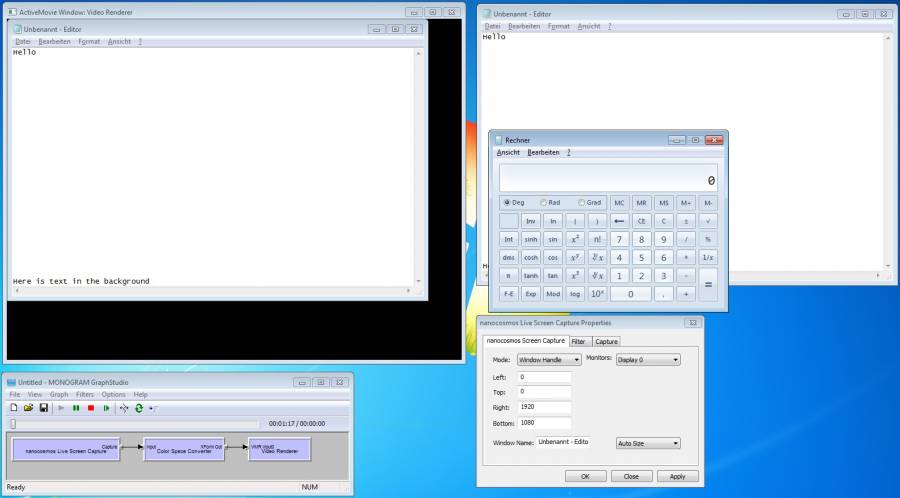 ActiveMovie Window: Video Renderer
Unbenannt - Editor
Datei Bearbeiten Format Ansicht ?
Hello
Here is text in the background
Unbenannt - Editor
Datei Bearbeiten Format Ansicht ?
Hello
Rechner
Ansicht Bearbeiten ?
0
Deg Rad Grad MC MR MS M+ M-
Inv ln ( ) ← CE C ± √
Int sinh sin x² n! 7 8 9 / %
dms cosh cos xʸ ʸ√x 4 5 6 * 1/x
π tanh tan x³ ³√x 1 2 3 - =
F-E Exp Mod log 10ˣ 0 , +
nanocosmos Live Screen Capture Properties
nanocosmos Screen Capture Filter Capture
Mode: Window Handle Monitors: Display 0
Left: 0
Top: 0
Right: 1920
Bottom: 1080
Window Name: Unbenannt - Edito Auto Size
OK Close Apply
Untitled - MONOGRAM GraphStudio
File View Graph Filters Options Help
00:01:17 / 00:00:00
Capture Input XForm Out VMR Input0
nanocosmos Live Screen Capture Color Space Converter Video Renderer
Ready NUM